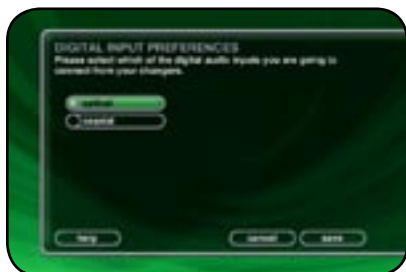 DIGITAL INPUT PREFERENCES
Please select which of the digital audio inputs you are going to
connect from your changers.
optical
coaxial
help
cancel
save